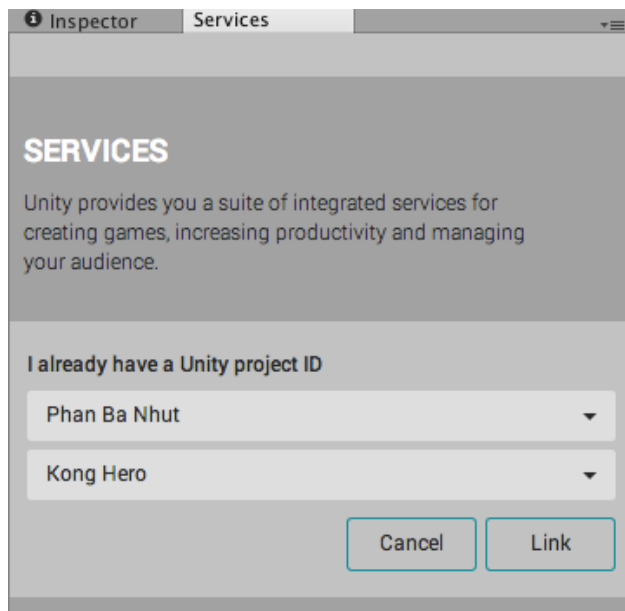 Inspector
Services
SERVICES
Unity provides you a suite of integrated services for
creating games, increasing productivity and managing
your audience.
I already have a Unity project ID
Phan Ba Nhut
Kong Hero
Cancel
Link